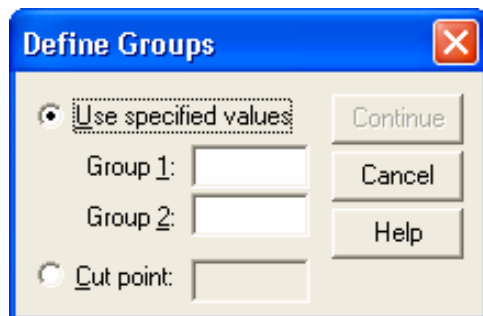 Define Groups
Use specified values
Continue
Group 1:
Cancel
Group 2:
Help
Cut point: